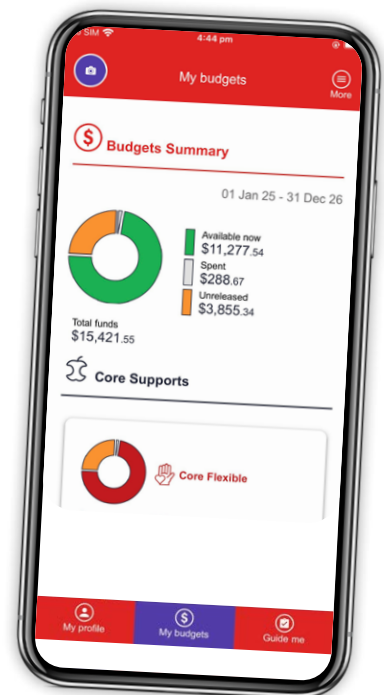 SIM
4:44 pm
My budgets
More
Budgets Summary
01 Jan 25 - 31 Dec 26
Available now
$11,277.54
Spent
$288.67
Unreleased
$3,855.34
Total funds
$15,421.55
Core Supports
Core Flexible
My profile
My budgets
Guide me